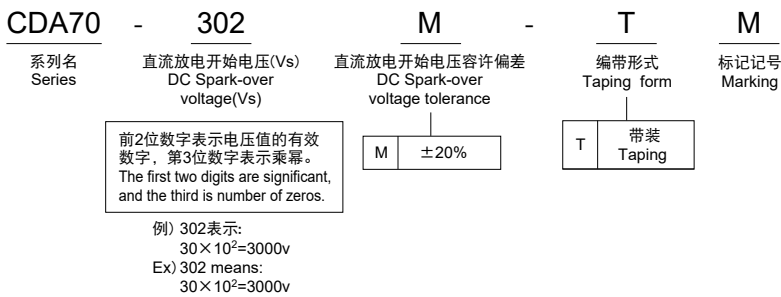 CDA70 - 302 M - T M
系列名
Series
直流放电开始电压(Vs)
DC Spark-over
voltage(Vs)
直流放电开始电压容许偏差
DC Spark-over
voltage tolerance
编带形式
Taping form
标记记号
Marking
前2位数字表示电压值的有效
数字，第3位数字表示乘幂。
The first two digits are significant,
and the third is number of zeros.
M ±20%
T 带装
Taping
例) 302表示:
30×10²=3000v
Ex) 302 means:
30×10²=3000v